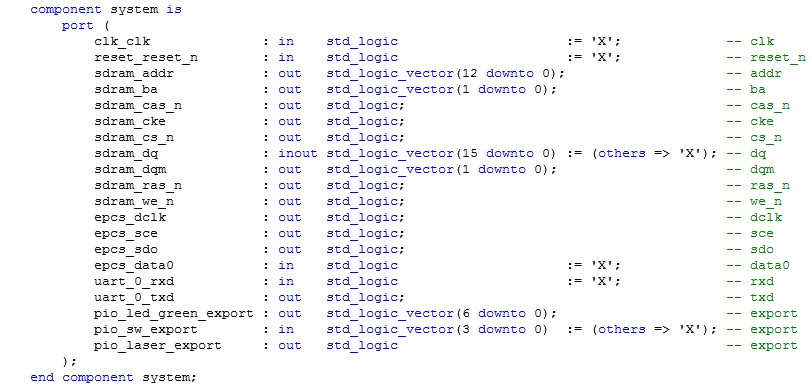 component system is
port (
clk_clk : in std_logic := 'X'; -- clk
reset_reset_n : in std_logic := 'X'; -- reset_n
sdram_addr : out std_logic_vector(12 downto 0); -- addr
sdram_ba : out std_logic_vector(1 downto 0); -- ba
sdram_cas_n : out std_logic; -- cas_n
sdram_cke : out std_logic; -- cke
sdram_cs_n : out std_logic; -- cs_n
sdram_dq : inout std_logic_vector(15 downto 0) := (others => 'X'); -- dq
sdram_dqm : out std_logic_vector(1 downto 0); -- dqm
sdram_ras_n : out std_logic; -- ras_n
sdram_we_n : out std_logic; -- we_n
epcs_dclk : out std_logic; -- dclk
epcs_sce : out std_logic; -- sce
epcs_sdo : out std_logic; -- sdo
epcs_data0 : in std_logic := 'X'; -- data0
uart_0_rxd : in std_logic := 'X'; -- rxd
uart_0_txd : out std_logic; -- txd
pio_led_green_export : out std_logic_vector(6 downto 0); -- export
pio_sw_export : in std_logic_vector(3 downto 0) := (others => 'X'); -- export
pio_laser_export : out std_logic -- export
);
end component system;